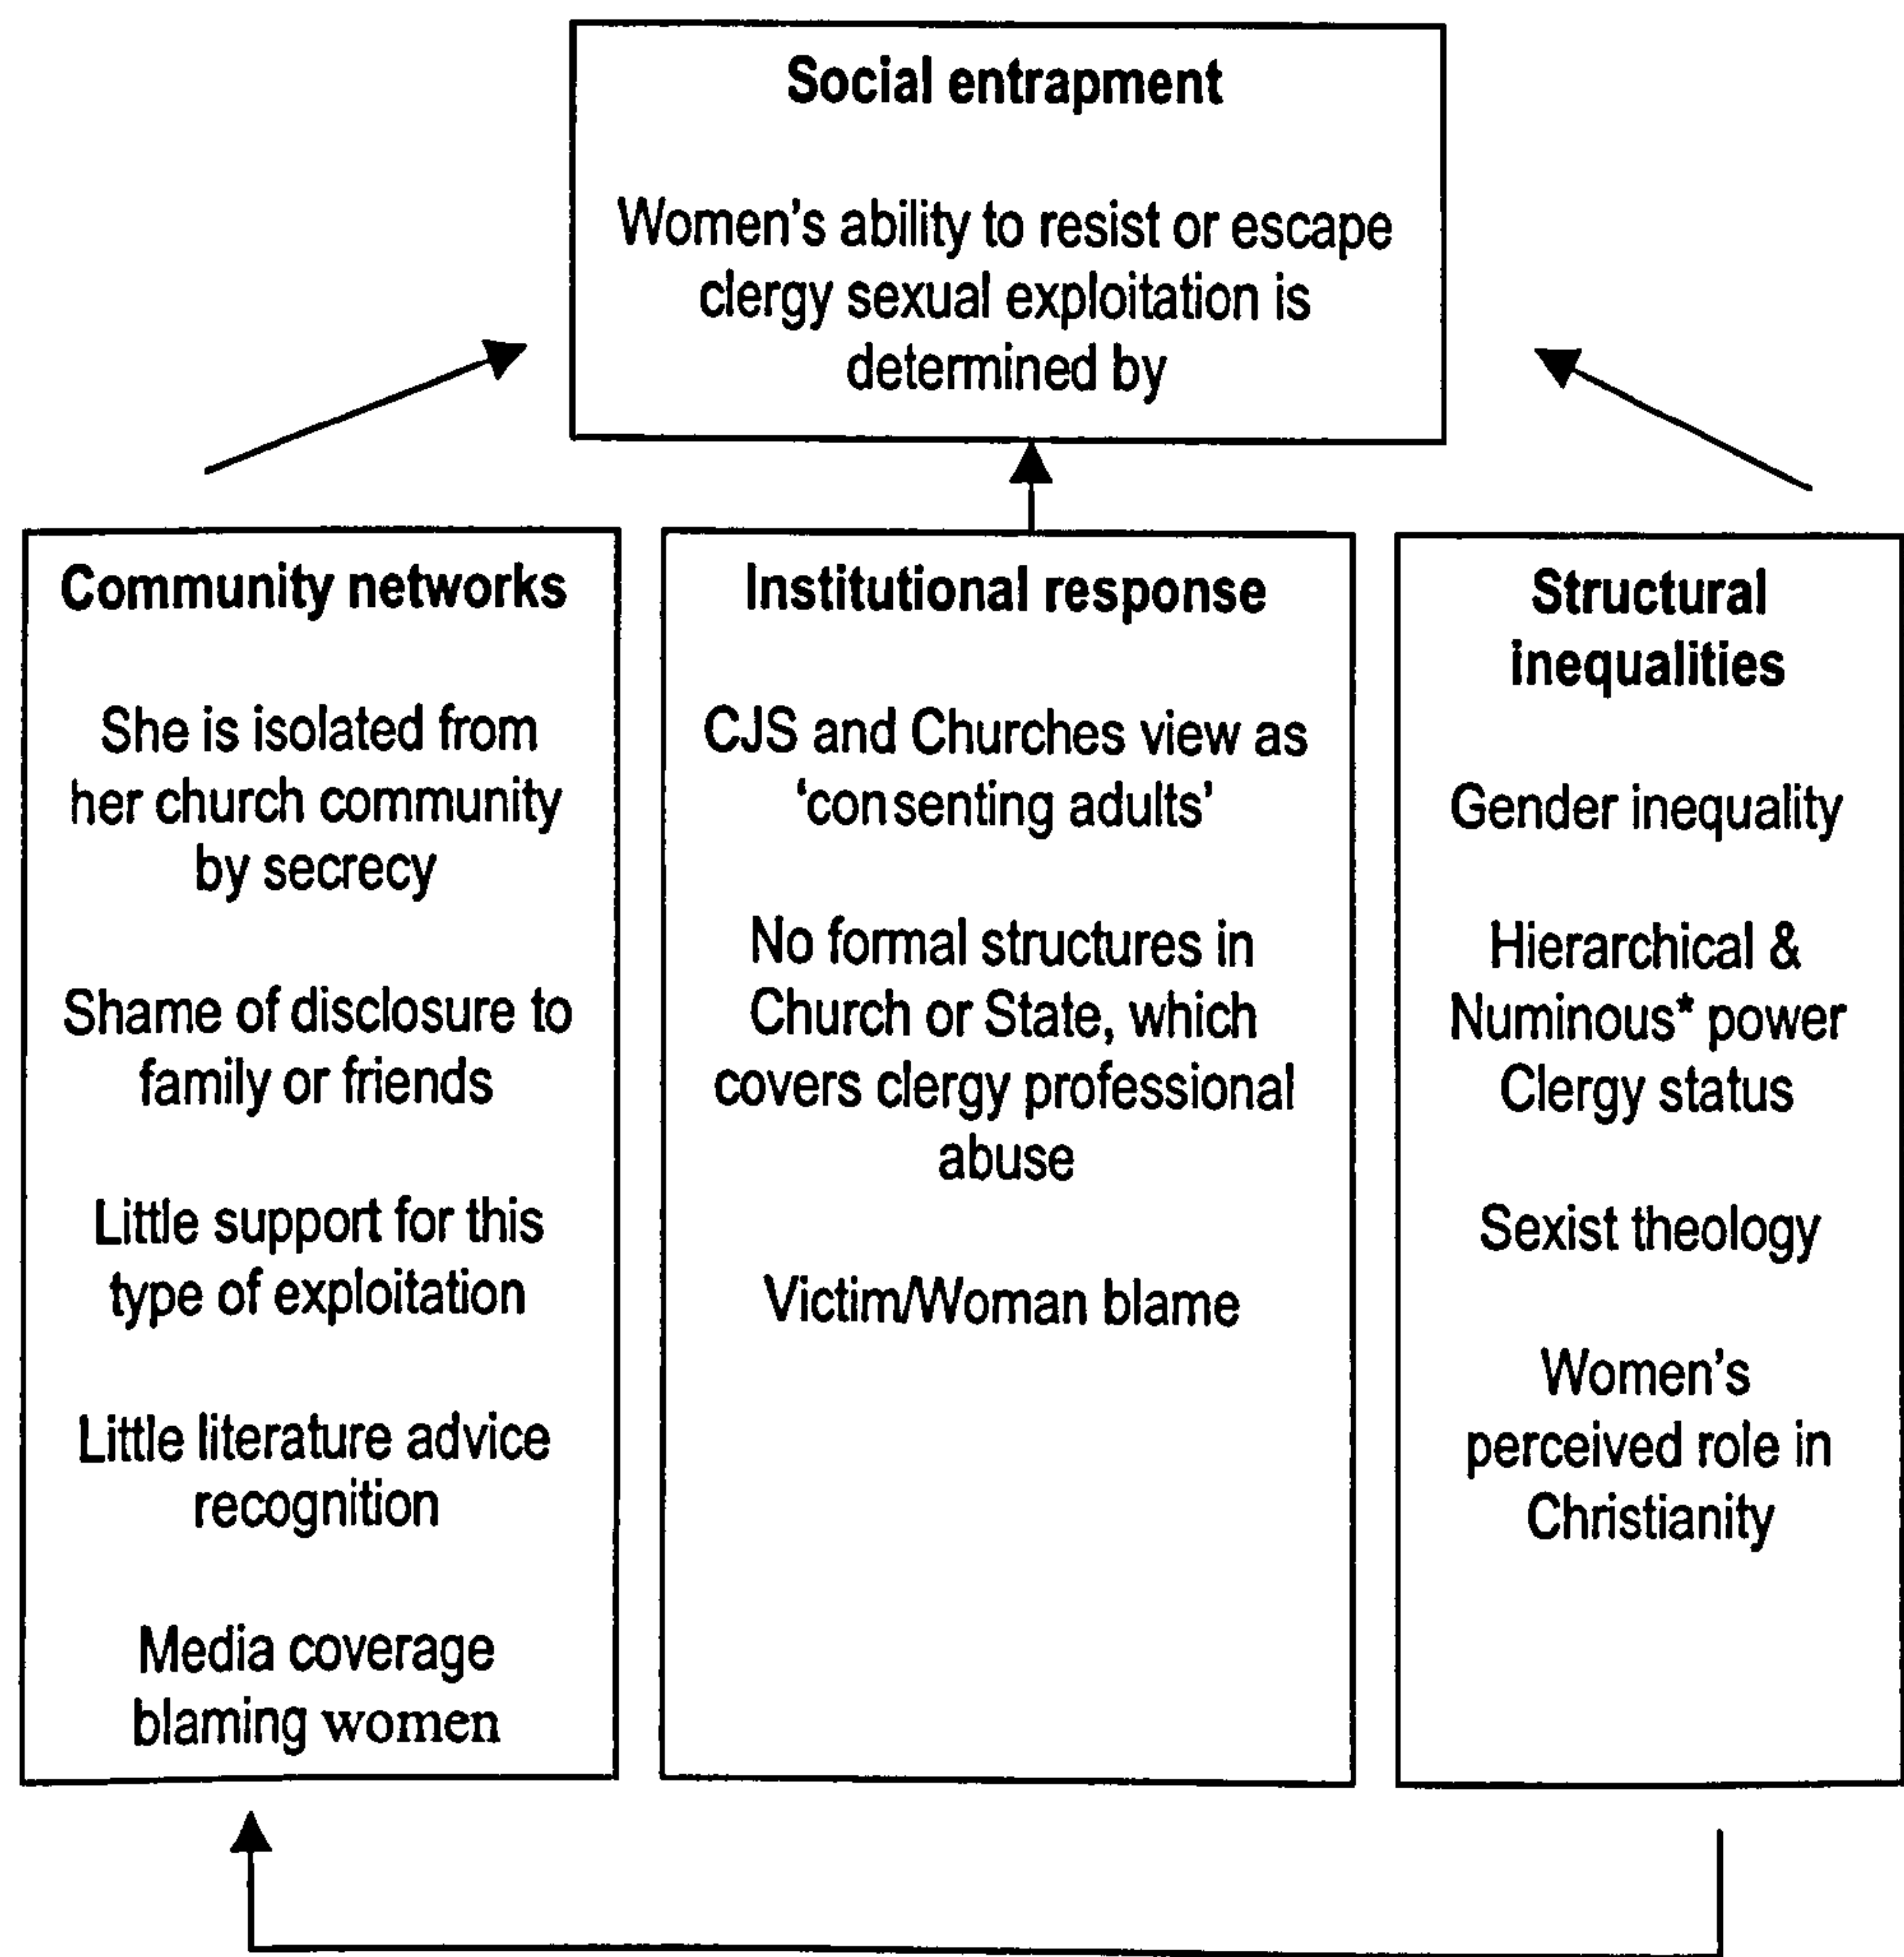 Social entrapment
Women's ability to resist or escape
clergy sexual exploitation is
determined by
Community networks
She is isolated from
her church community
by secrecy
Shame of disclosure to
family or friends
Little support for this
type of exploitation
Little literature advice
recognition
Media coverage
blaming women
Institutional response
CJS and Churches view as
'consenting adults'
No formal structures in
Church or State, which
covers clergy professional
abuse
Victim/Woman blame
Structural
inequalities
Gender inequality
Hierarchical &
Numinous* power
Clergy status
Sexist theology
Women's
perceived role in
Christianity